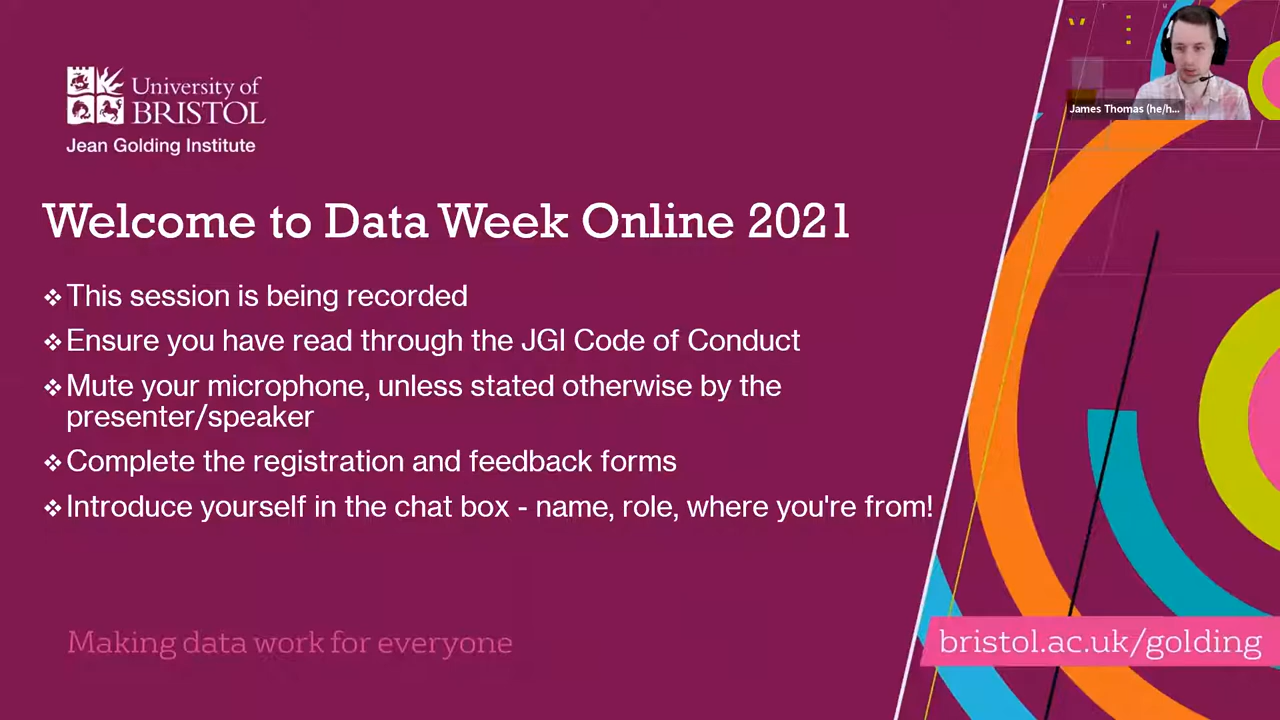 University of
BRISTOL
Jean Golding Institute
James Thomas (he/h...
Welcome to Data Week Online 2021
❖ This session is being recorded
❖ Ensure you have read through the JGI Code of Conduct
❖ Mute your microphone, unless stated otherwise by the
presenter/speaker
❖ Complete the registration and feedback forms
❖ Introduce yourself in the chat box - name, role, where you're from!
Making data work for everyone
bristol.ac.uk/golding